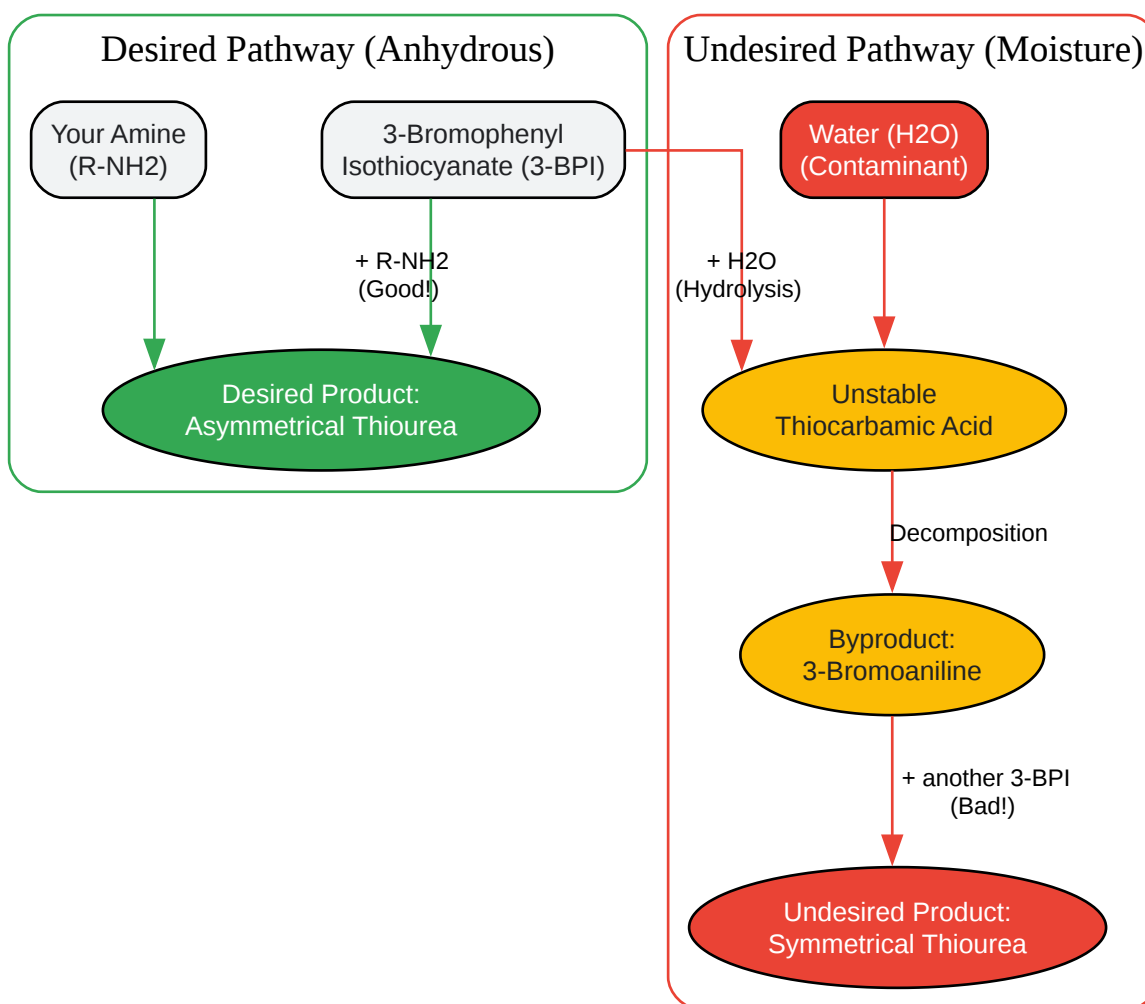 Desired Pathway (Anhydrous)
Your Amine
(R-NH2)
3-Bromophenyl
Isothiocyanate (3-BPI)
+ R-NH2
(Good!)
Desired Product:
Asymmetrical Thiourea
Undesired Pathway (Moisture)
Water (H2O)
(Contaminant)
+ H2O
(Hydrolysis)
Unstable
Thiocarbamic Acid
Decomposition
Byproduct:
3-Bromoaniline
+ another 3-BPI
(Bad!)
Undesired Product:
Symmetrical Thiourea